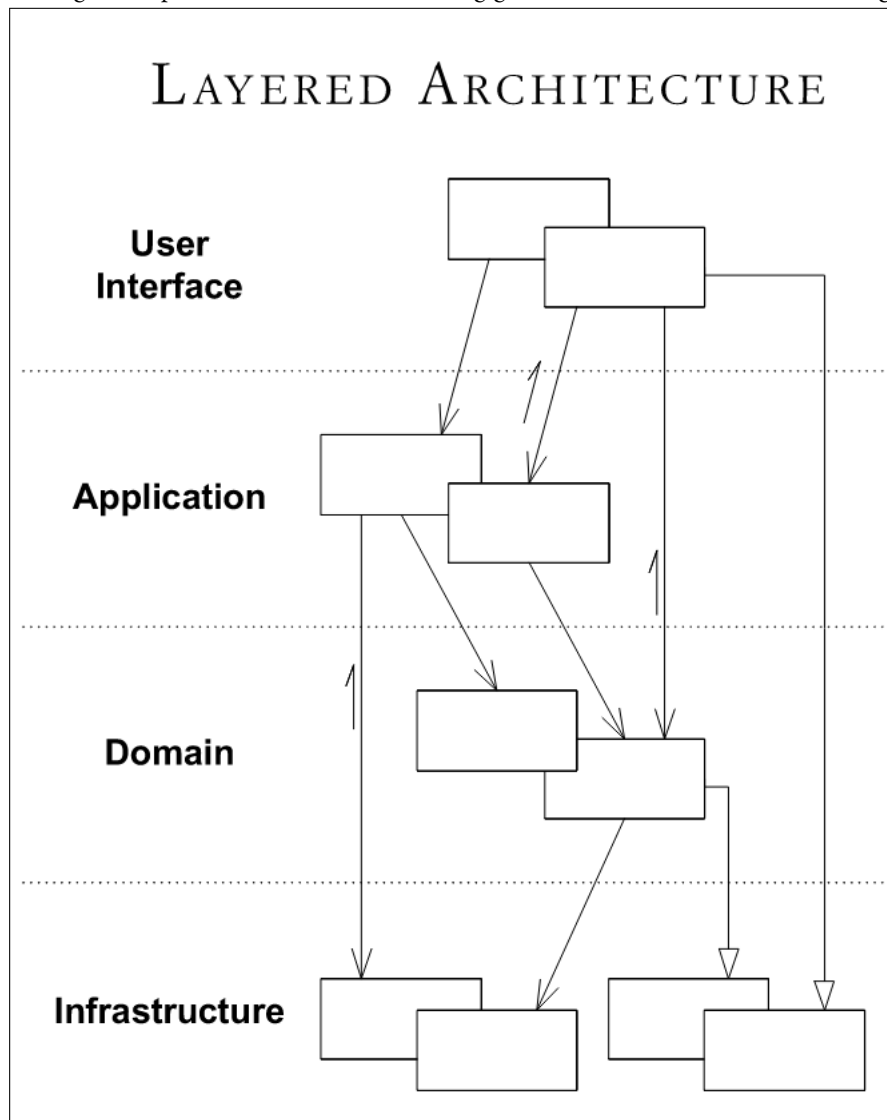 LAYERED ARCHITECTURE
User
Interface
Application
Domain
Infrastructure